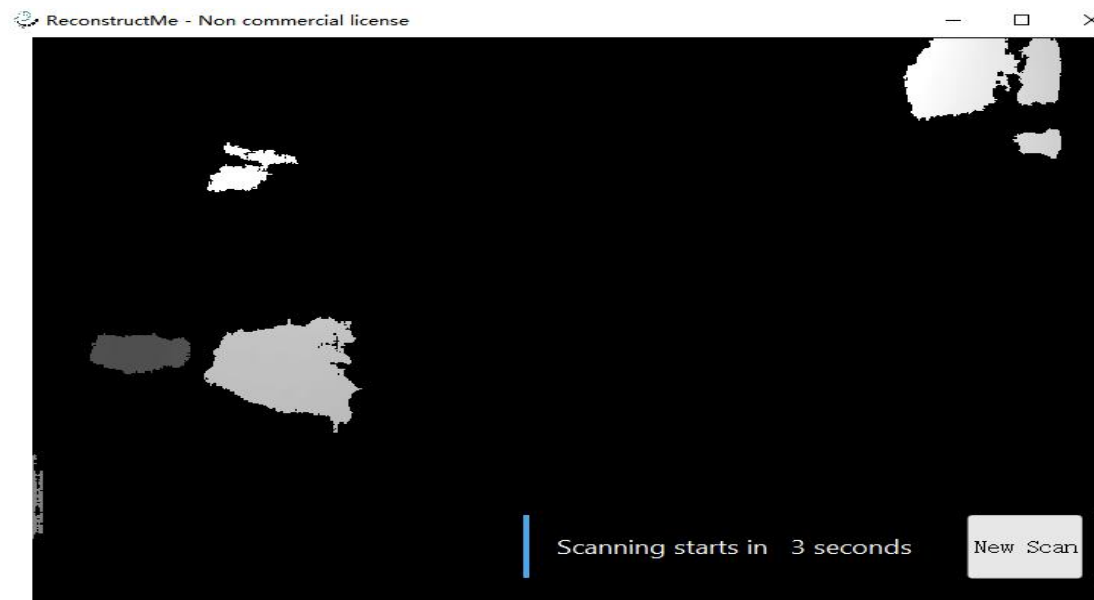 ReconstructMe - Non commercial license
Scanning starts in 3 seconds
New Scan